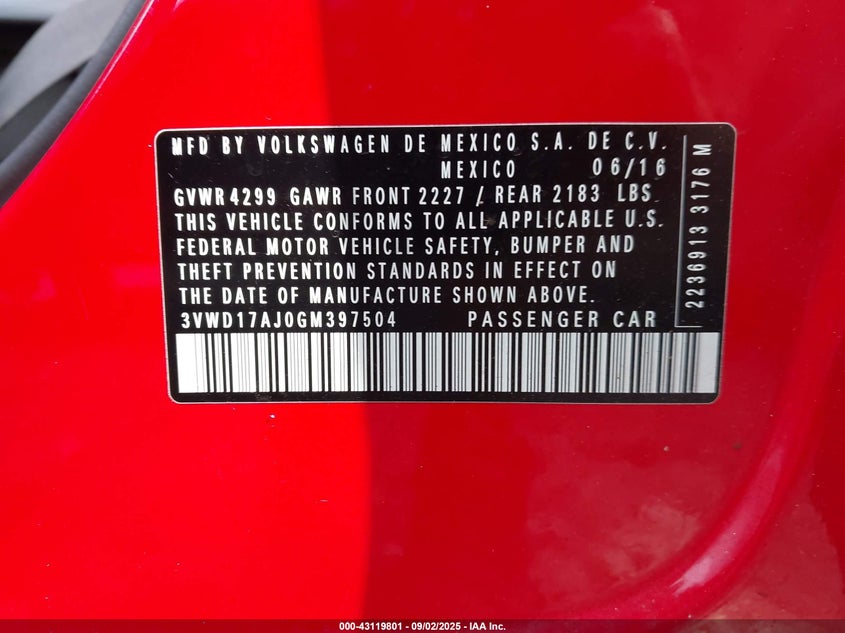 MFD BY VOLKSWAGEN DE MEXICO S.A. DE C.V.
MEXICO 06/16
GVWR 4299 GAWR FRONT 2227 / REAR 2183 LBS
THIS VEHICLE CONFORMS TO ALL APPLICABLE U.S.
FEDERAL MOTOR VEHICLE SAFETY, BUMPER AND
THEFT PREVENTION STANDARDS IN EFFECT ON
THE DATE OF MANUFACTURE SHOWN ABOVE.
3VWD17AJ0GM397504 PASSENGER CAR
2236913 3176 M
000-43119801 - 09/02/2025 - IAA Inc.